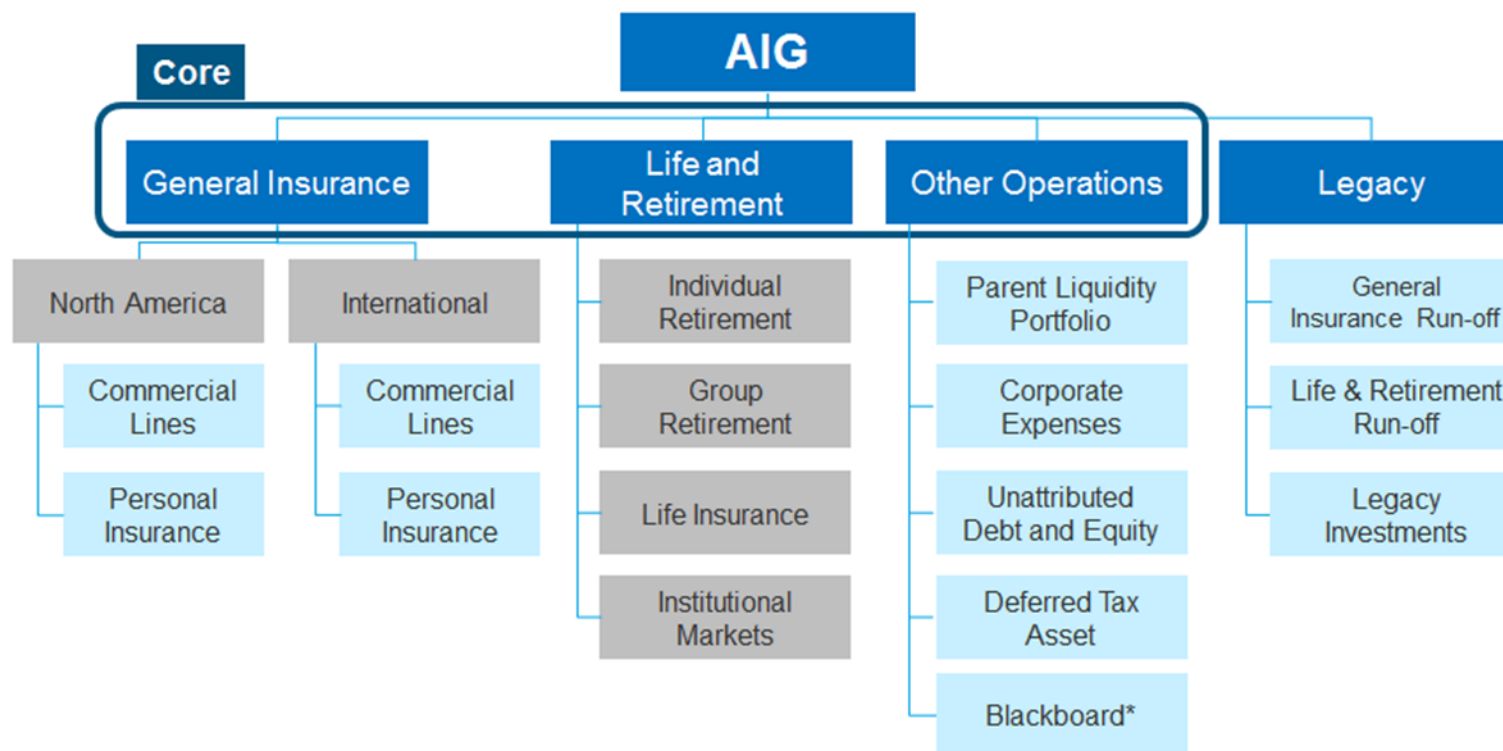 AIG
Core
General Insurance
Life and
Retirement
Other Operations
Legacy
North America
International
Individual
Retirement
Parent Liquidity
Portfolio
General
Insurance Run-off
Commercial
Lines
Commercial
Lines
Group
Retirement
Corporate
Expenses
Life & Retirement
Run-off
Personal
Insurance
Personal
Insurance
Life Insurance
Unattributed
Debt and Equity
Legacy
Investments
Institutional
Markets
Deferred Tax
Asset
Blackboard*